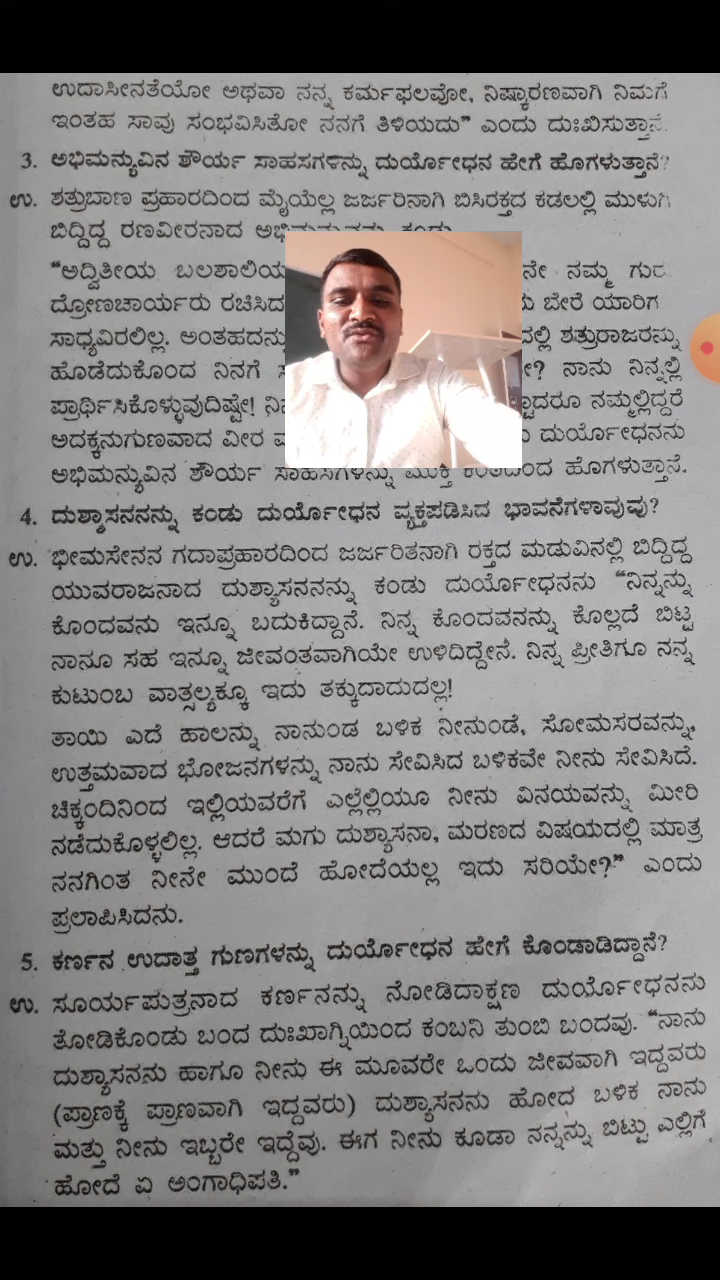 ಉದಾಸೀನತೆಯೋ ಅಥವಾ ನನ್ನ ಕರ್ಮಫಲವೋ, ನಿಷ್ಕಾರಣವಾಗಿ ನಿಮಗೆ
ಇಂತಹ ಸಾವು ಸಂಭವಿಸಿತೋ ನನಗೆ ತಿಳಿಯದು” ಎಂದು ದುಃಖಿಸುತ್ತಾನೆ.
3. ಅಭಿಮನ್ಯುವಿನ ಶೌರ್ಯ ಸಾಹಸಗಳನ್ನು ದುರ್ಯೋಧನ ಹೇಗೆ ಹೊಗಳುತ್ತಾನೆ?
ಉ. ಶತ್ರುಬಾಣ ಪ್ರಹಾರದಿಂದ ಮೈಯೆಲ್ಲ ಜರ್ಜರಿನಾಗಿ ಬಿಸಿರಕ್ತದ ಕಡಲಲ್ಲಿ ಮುಳುಗಿ
ಬಿದ್ದಿದ್ದ ರಣವೀರನಾದ ಅಭಿಮನ್ಯುವನ್ನು ಕಂಡು
“ಅದ್ವಿತೀಯ ಬಲಶಾಲಿಯ ನೇ ನಮ್ಮ ಗುರು
ದ್ರೋಣಚಾರ್ಯರು ರಚಿಸಿದ ಬೇರೆ ಯಾರಿಗ
ಸಾಧ್ಯವಿರಲಿಲ್ಲ. ಅಂತಹದನ್ನು ದಲ್ಲಿ ಶತ್ರುರಾಜರನ್ನು
ಹೊಡೆದುಕೊಂದ ನಿನಗೆ ೇ? ನಾನು ನಿನ್ನಲ್ಲಿ
ಪ್ರಾರ್ಥಿಸಿಕೊಳ್ಳುವುದಿಷ್ಟೇ! ನಿ ಟ್ಟಾದರೂ ನಮ್ಮಲ್ಲಿದ್ದರೆ
ಅದಕ್ಕನುಗುಣವಾದ ವೀರ ದುರ್ಯೋಧನನು
ಅಭಿಮನ್ಯುವಿನ ಶೌರ್ಯ ಸಾಹಸಗಳನ್ನು ಮುಕ್ತ ಕಂಠದಿಂದ ಹೊಗಳುತ್ತಾನೆ.
4. ದುಶ್ಶಾಸನನನ್ನು ಕಂಡು ದುರ್ಯೋಧನ ವ್ಯಕ್ತಪಡಿಸಿದ ಭಾವನೆಗಳಾವುವು?
ಉ. ಭೀಮಸೇನನ ಗದಾಪ್ರಹಾರದಿಂದ ಜರ್ಜರಿತನಾಗಿ ರಕ್ತದ ಮಡುವಿನಲ್ಲಿ ಬಿದ್ದಿದ್ದ
ಯುವರಾಜನಾದ ದುಶ್ಯಾಸನನನ್ನು ಕಂಡು ದುರ್ಯೋಧನನು “ನಿನ್ನನ್ನು
ಕೊಂದವನು ಇನ್ನೂ ಬದುಕಿದ್ದಾನೆ. ನಿನ್ನ ಕೊಂದವನನ್ನು ಕೊಲ್ಲದೆ ಬಿಟ್ಟ
ನಾನೂ ಸಹ ಇನ್ನೂ ಜೀವಂತವಾಗಿಯೇ ಉಳಿದಿದ್ದೇನೆ. ನಿನ್ನ ಪ್ರೀತಿಗೂ ನನ್ನ
ಕುಟುಂಬ ವಾತ್ಸಲ್ಯಕ್ಕೂ ಇದು ತಕ್ಕುದಾದುದಲ್ಲ!
ತಾಯಿ ಎದೆ ಹಾಲನ್ನು ನಾನುಂಡ ಬಳಿಕ ನೀನುಂಡೆ, ಸೋಮಸರವನ್ನು,
ಉತ್ತಮವಾದ ಭೋಜನಗಳನ್ನು ನಾನು ಸೇವಿಸಿದ ಬಳಿಕವೇ ನೀನು ಸೇವಿಸಿದೆ.
ಚಿಕ್ಕಂದಿನಿಂದ ಇಲ್ಲಿಯವರೆಗೆ ಎಲ್ಲೆಲ್ಲಿಯೂ ನೀನು ವಿನಯವನ್ನು ಮೀರಿ
ನಡೆದುಕೊಳ್ಳಲಿಲ್ಲ. ಆದರೆ ಮಗು ದುಶ್ಯಾಸನಾ, ಮರಣದ ವಿಷಯದಲ್ಲಿ ಮಾತ್ರ
ನನಗಿಂತ ನೀನೇ ಮುಂದೆ ಹೋದೆಯಲ್ಲ ಇದು ಸರಿಯೇ?” ಎಂದು
ಪ್ರಲಾಪಿಸಿದನು.
5. ಕರ್ಣನ ಉದಾತ್ತ ಗುಣಗಳನ್ನು ದುರ್ಯೋಧನ ಹೇಗೆ ಕೊಂಡಾಡಿದ್ದಾನೆ?
ಉ. ಸೂರ್ಯಪುತ್ರನಾದ ಕರ್ಣನನ್ನು ನೋಡಿದಾಕ್ಷಣ ದುರ್ಯೋಧನನು
ತೋಡಿಕೊಂಡು ಬಂದ ದುಃಖಾಗ್ನಿಯಿಂದ ಕಂಬನಿ ತುಂಬಿ ಬಂದವು. “ನಾನು
ದುಶ್ಯಾಸನನು ಹಾಗೂ ನೀನು ಈ ಮೂವರೇ ಒಂದು ಜೀವವಾಗಿ ಇದ್ದವರು
(ಪ್ರಾಣಕ್ಕೆ ಪ್ರಾಣವಾಗಿ ಇದ್ದವರು) ದುಶ್ಯಾಸನನು ಹೋದ ಬಳಿಕ ನಾನು
ಮತ್ತು ನೀನು ಇಬ್ಬರೇ ಇದ್ದೆವು. ಈಗ ನೀನು ಕೂಡಾ ನನ್ನನ್ನು ಬಿಟ್ಟು ಎಲ್ಲಿಗೆ
ಹೋದೆ ಏ ಅಂಗಾಧಿಪತಿ.”